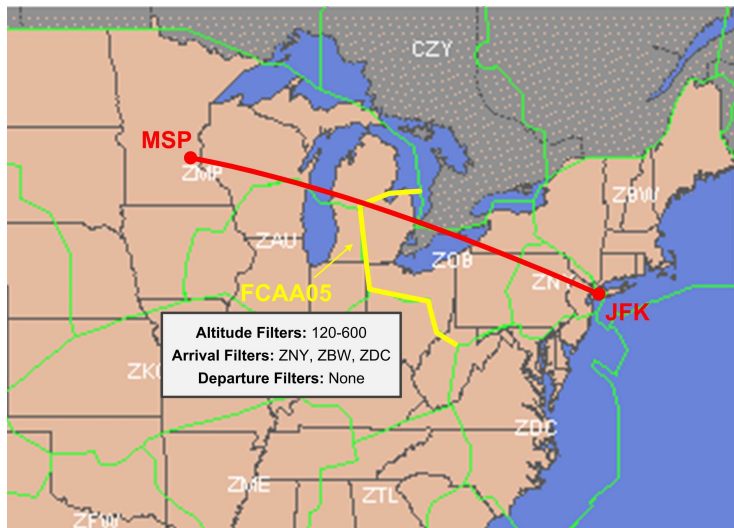 CZY
MSP
ZMP
ZBW
ZAU
ZOB
FCAA05
ZNY
JFK
Altitude Filters: 120-600
Arrival Filters: ZNY, ZBW, ZDC
Departure Filters: None
ZDC
ZME
ZTL
ZFW